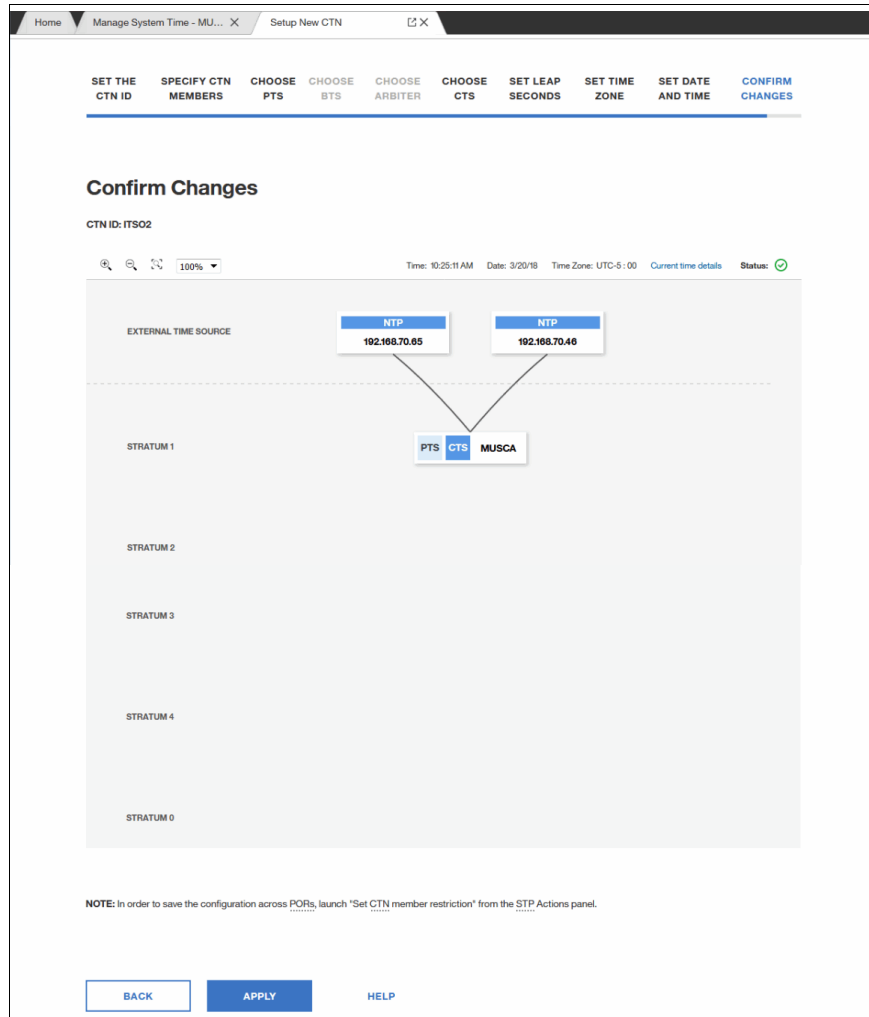 Home Manage System Time - MU... X Setup New CTN X
SET THE CTN ID SPECIFY CTN MEMBERS CHOOSE PTS CHOOSE BTS CHOOSE ARBITER CHOOSE CTS SET LEAP SECONDS SET TIME ZONE SET DATE AND TIME CONFIRM CHANGES
Confirm Changes
CTN ID: ITSO2
100% Time: 10:25:11 AM Date: 3/20/18 Time Zone: UTC-5 : 00 Current time details Status:
NTP NTP
EXTERNAL TIME SOURCE 192.168.70.65 192.168.70.46
STRATUM 1 PTS CTS MUSCA
STRATUM 2
STRATUM 3
STRATUM 4
STRATUM 0
NOTE: In order to save the configuration across PORs, launch "Set CTN member restriction" from the STP Actions panel.
BACK APPLY HELP